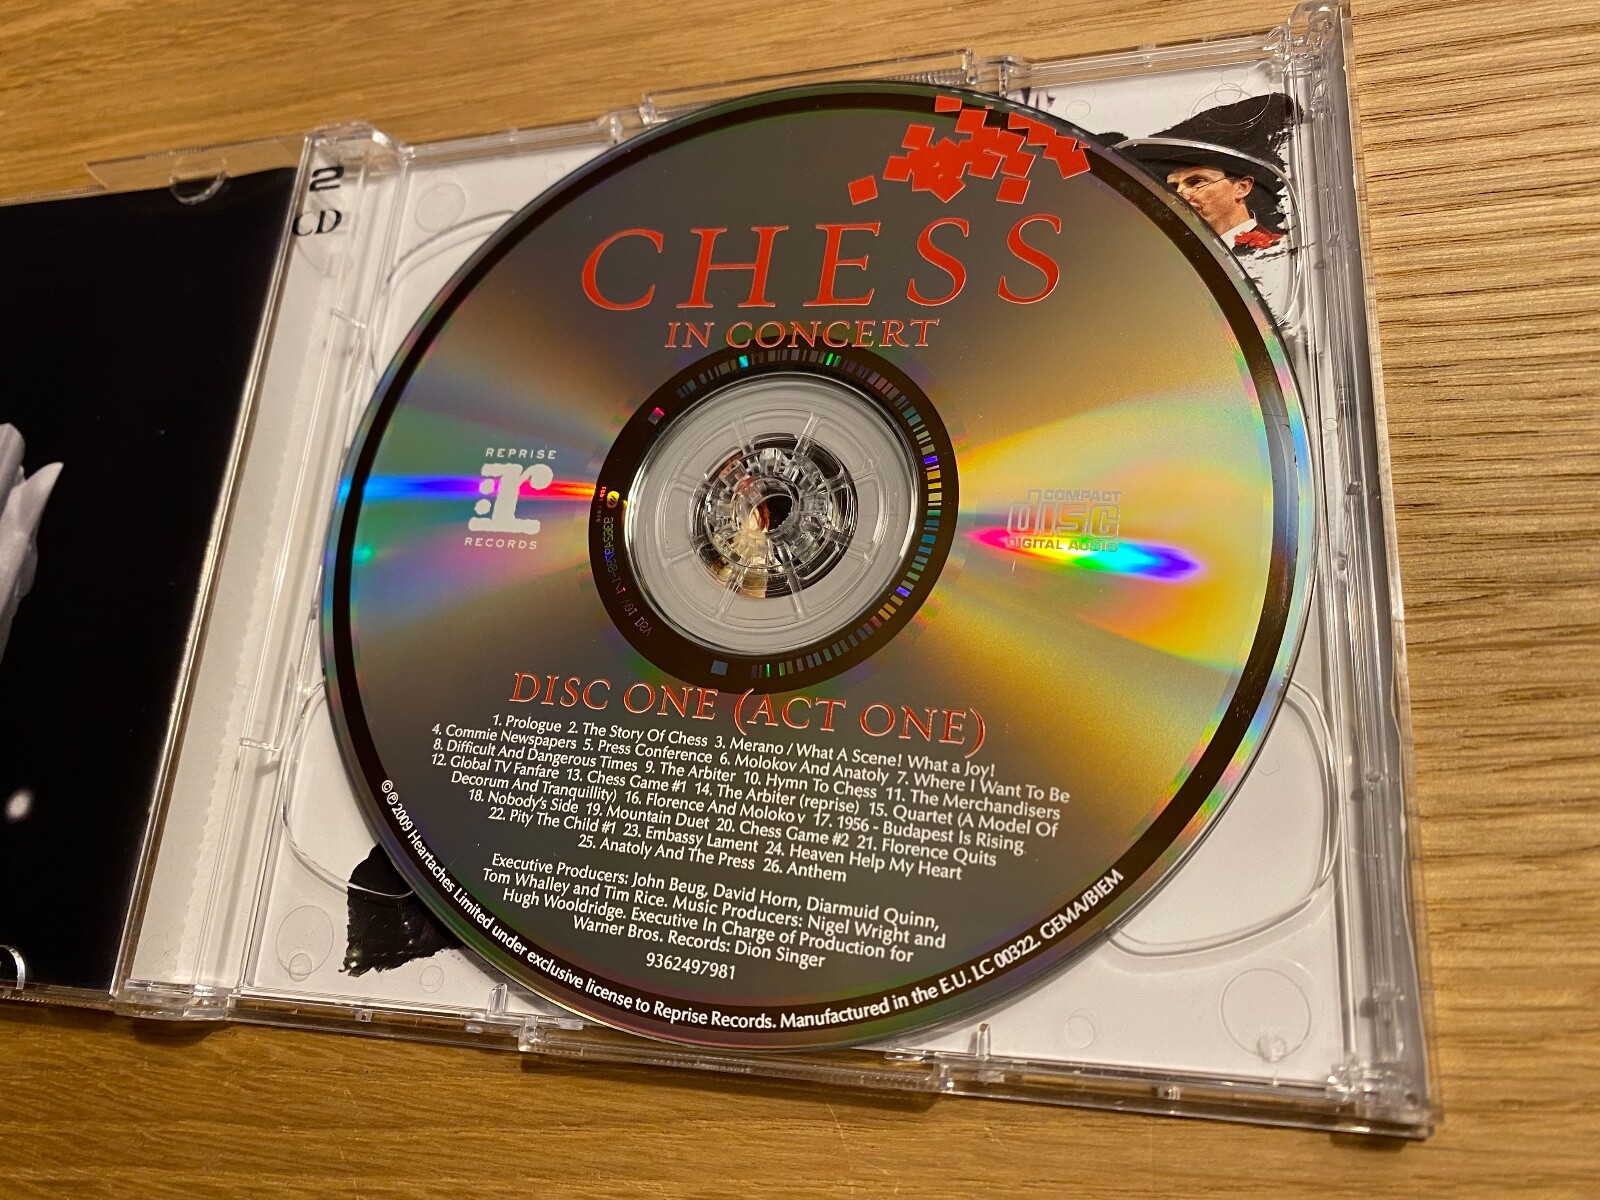 2
CD
CHESS
IN CONCERT
REPRISE
r
RECORDS
COMPACT
disc
DIGITAL AUDIO
DISC ONE (ACT ONE)
1. Prologue 2. The Story Of Chess 3. Merano / What A Scene! What a Joy!
4. Commie Newspapers 5. Press Conference 6. Molokov And Anatoly 7. Where I Want To Be
8. Difficult And Dangerous Times 9. The Arbiter 10. Hymn To Chess 11. The Merchandisers
12. Global TV Fanfare 13. Chess Game #1 14. The Arbiter (reprise) 15. Quartet (A Model Of
Decorum And Tranquillity) 16. Florence And Molokov 17. 1956 - Budapest Is Rising
18. Nobody's Side 19. Mountain Duet 20. Chess Game #2 21. Florence Quits
22. Pity The Child #1 23. Embassy Lament 24. Heaven Help My Heart
25. Anatoly And The Press 26. Anthem
Executive Producers: John Beug, David Horn, Diarmuid Quinn,
Tom Whalley and Tim Rice. Music Producers: Nigel Wright and
Hugh Wooldridge. Executive In Charge of Production for
Warner Bros. Records: Dion Singer
9362497981
©℗2009 Heartaches Limited under exclusive license to Reprise Records. Manufactured in the E.U. LC 00322. GEMA/BIEM